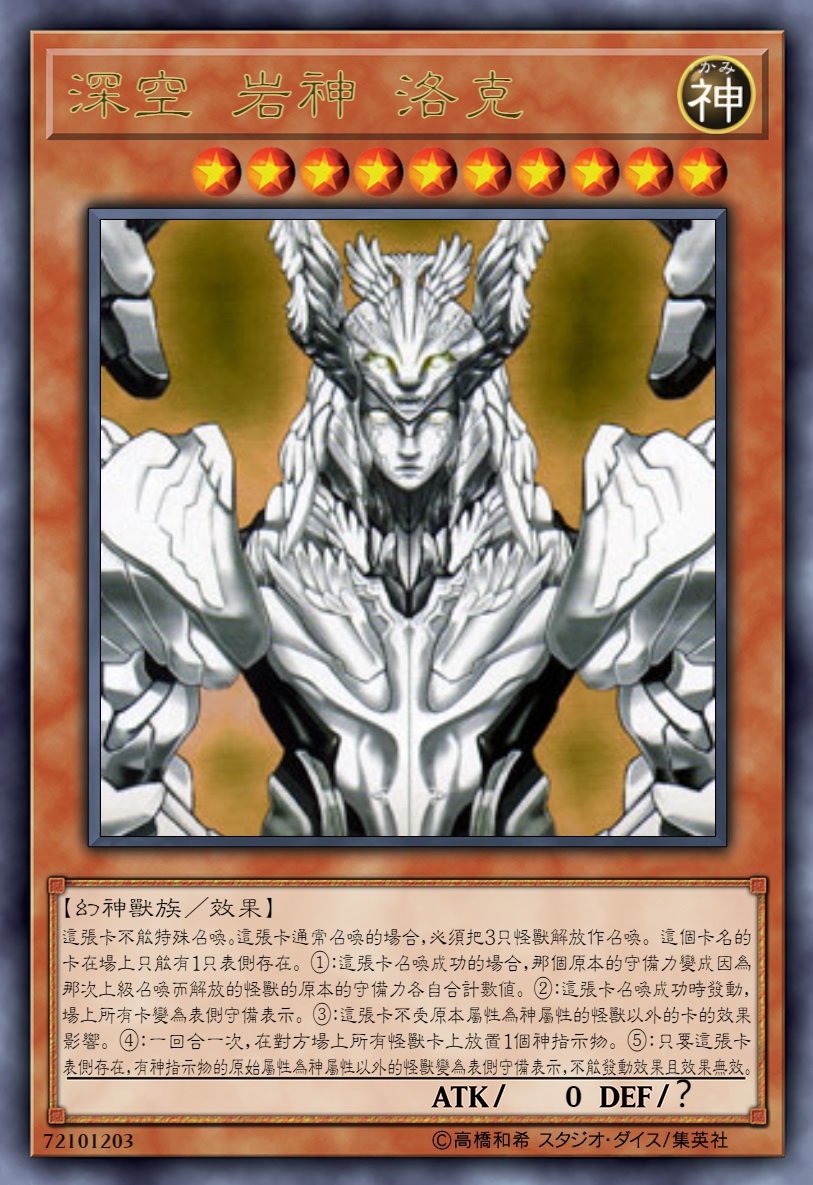 深空 岩神 洛克
かみ
神
【幻神獸族／效果】
這張卡不能特殊召喚。這張卡通常召喚的場合,必須把3只怪獸解放作召喚。 這個卡名的
卡在場上只能有1只表側存在。①:這張卡召喚成功的場合,那個原本的守備力變成因為
那次上級召喚而解放的怪獸的原本的守備力各自合計數值。②:這張卡召喚成功時發動,
場上所有卡變為表側守備表示。③:這張卡不受原本屬性為神屬性的怪獸以外的卡的效果
影響。④:一回合一次,在對方場上所有怪獸卡上放置1個神指示物。⑤:只要這張卡
表側存在,有神指示物的原始屬性為神屬性以外的怪獸變為表側守備表示,不能發動效果且效果無效。
ATK/ 0 DEF/?
72101203 ©高橋和希 スタジオ・ダイス/集英社